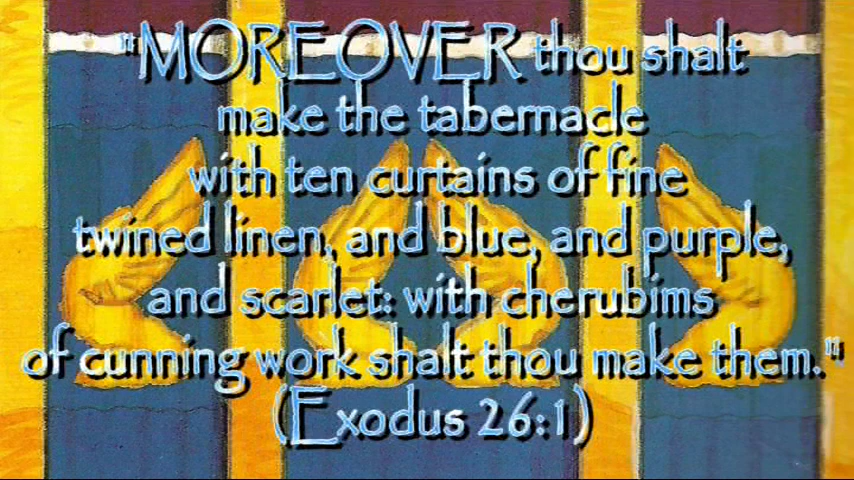 "MOREOVER thou shalt
make the tabernacle
with ten curtains of fine
twined linen, and blue, and purple,
and scarlet: with cherubims
of cunning work shalt thou make them."
(Exodus 26:1)